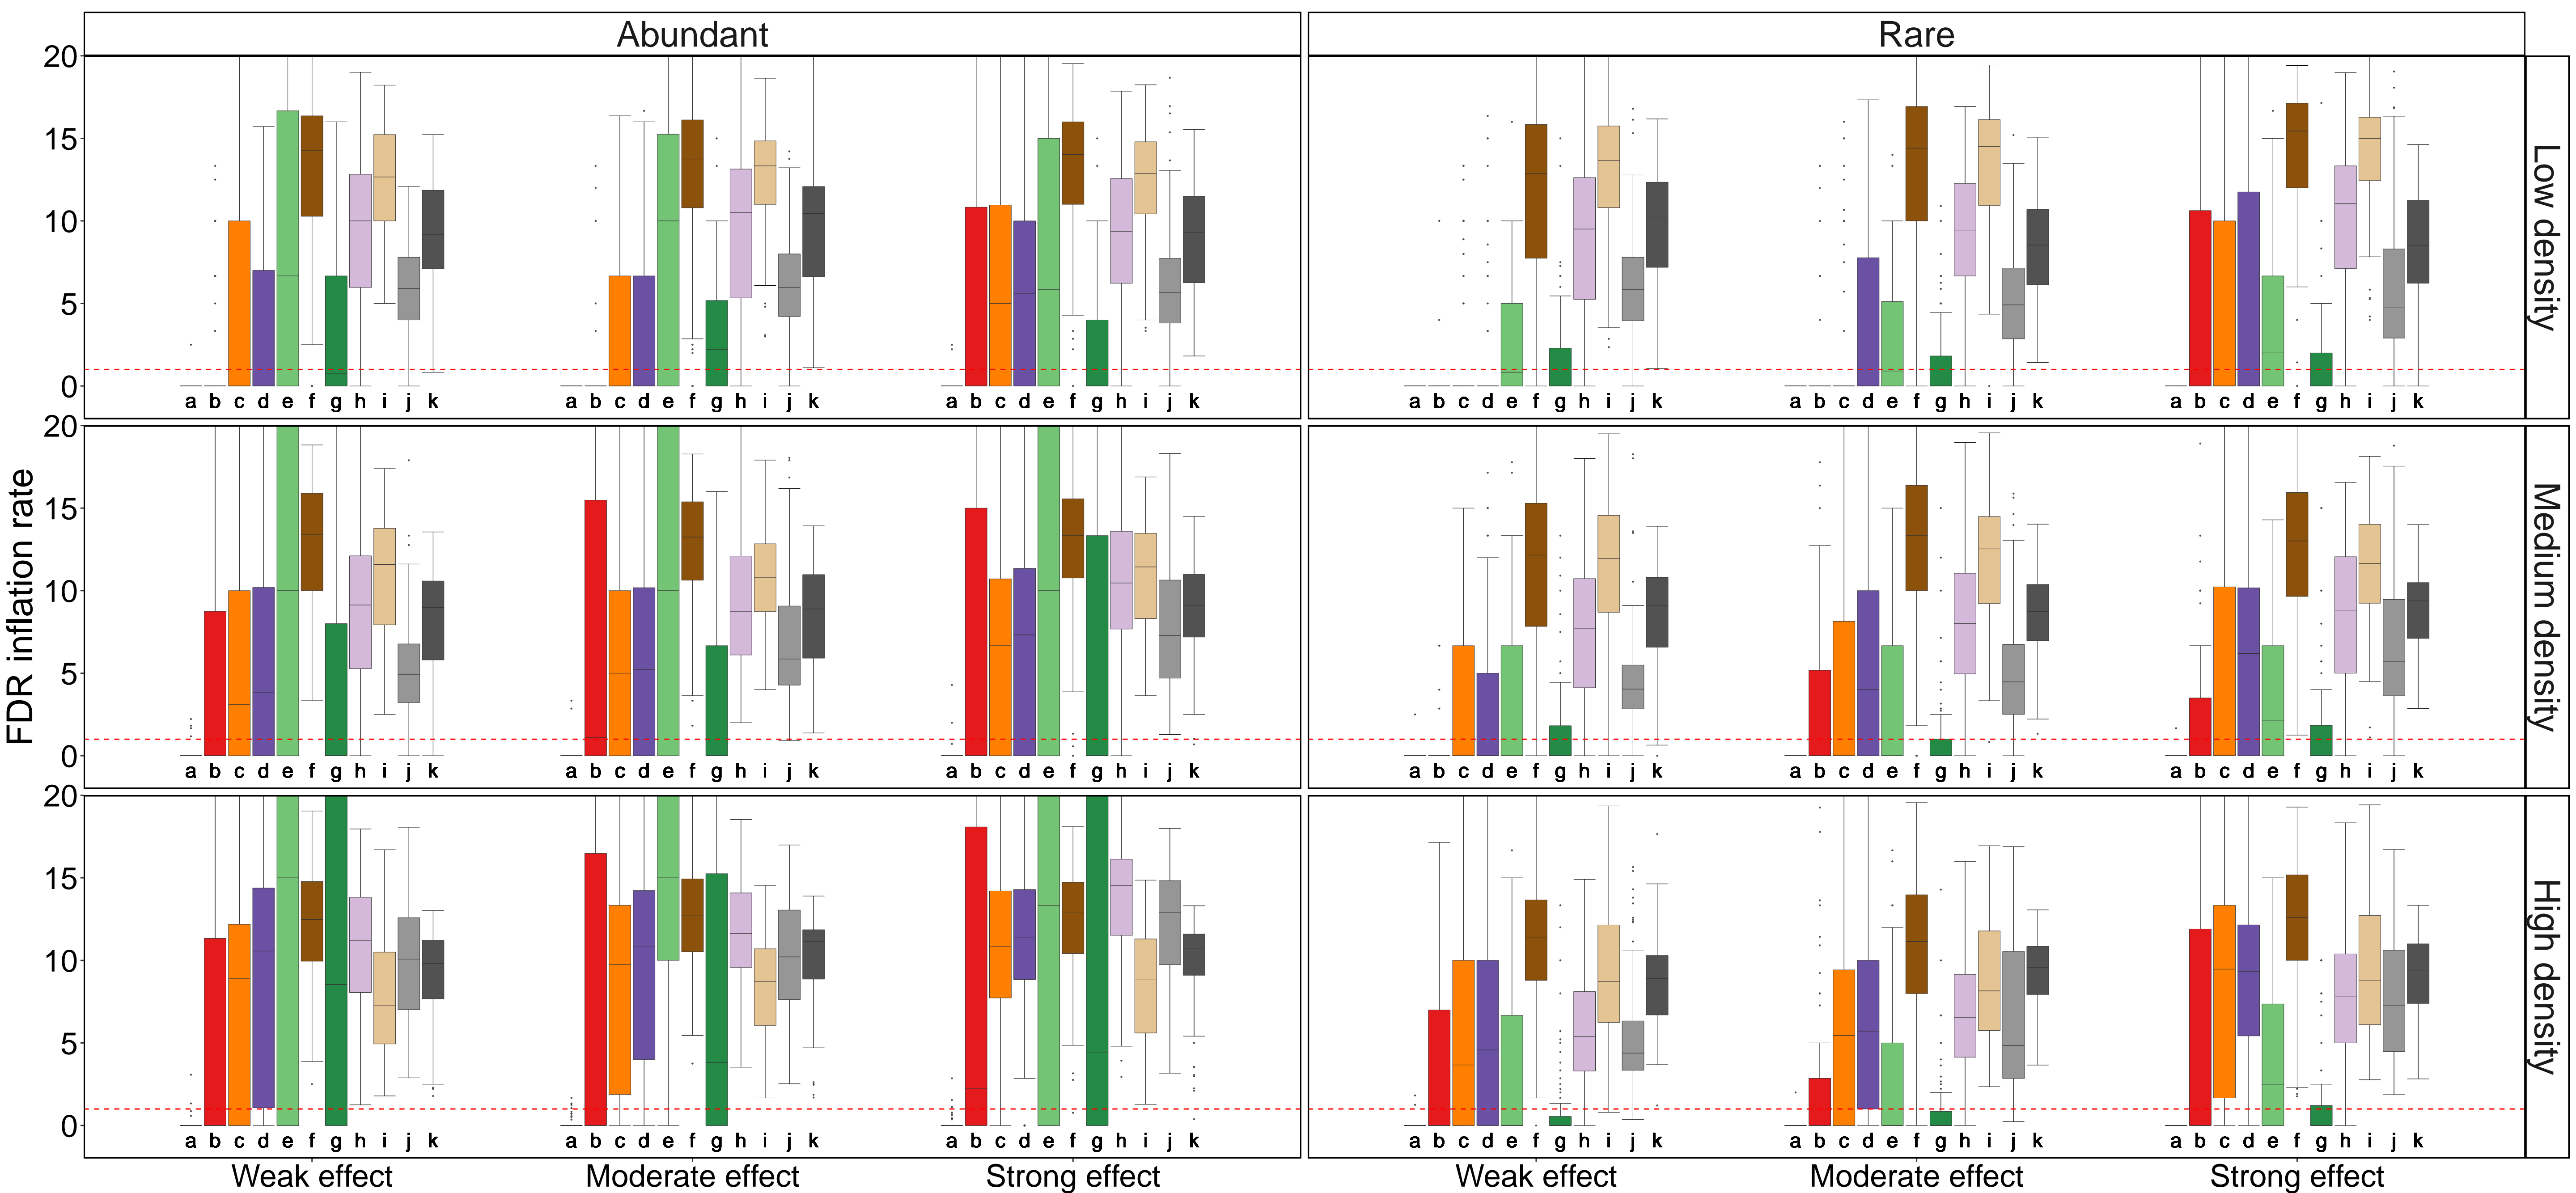 Abundant Rare
20
15
10
5
0
a b c d e f g h i j k a b c d e f g h i j k a b c d e f g h i j k a b c d e f g h i j k a b c d e f g h i j k a b c d e f g h i j k
Low density
20
15
10
5
0
a b c d e f g h i j k a b c d e f g h i j k a b c d e f g h i j k a b c d e f g h i j k a b c d e f g h i j k a b c d e f g h i j k
Medium density
FDR inflation rate
20
15
10
5
0
a b c d e f g h i j k a b c d e f g h i j k a b c d e f g h i j k a b c d e f g h i j k a b c d e f g h i j k a b c d e f g h i j k
High density
Weak effect Moderate effect Strong effect Weak effect Moderate effect Strong effect